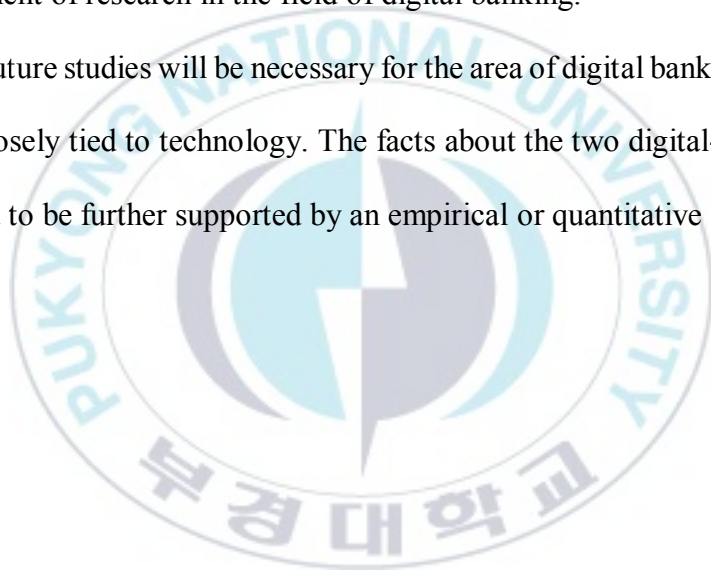 ent of research in the field of digital banking.
uture studies will be necessary for the area of digital bank
osely tied to technology. The facts about the two digital-
to be further supported by an empirical or quantitative
PUKYONG NATIONAL UNIVERSITY
부경대학교